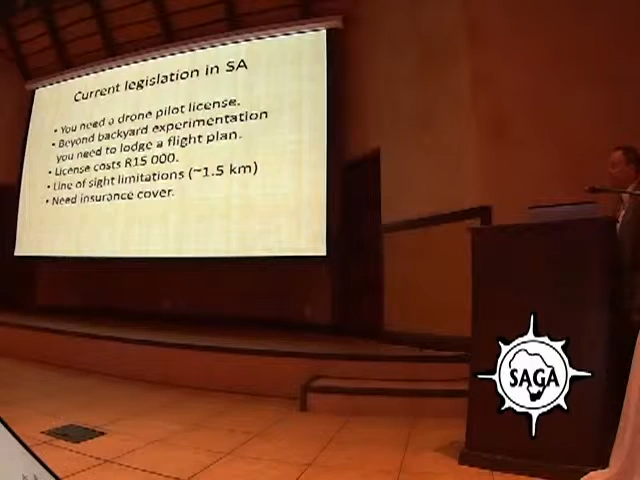 Current legislation in SA
• You need a drone pilot license.
• Beyond backyard experimentation
you need to lodge a flight plan.
• License costs R15 000.
• Line of sight limitations (~1.5 km)
• Need insurance cover.
SAGA